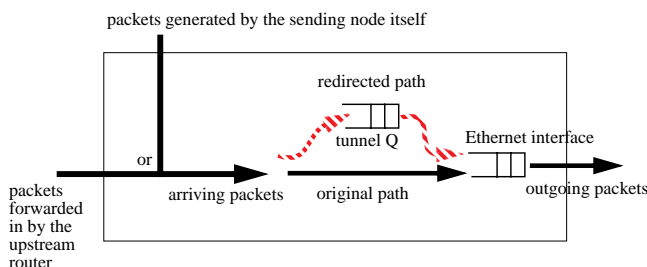 packets generated by the sending node itself
redirected path
tunnel Q
Ethernet interface
or
arriving packets
original path
outgoing packets
packets
forwarded
in by the
upstream
router